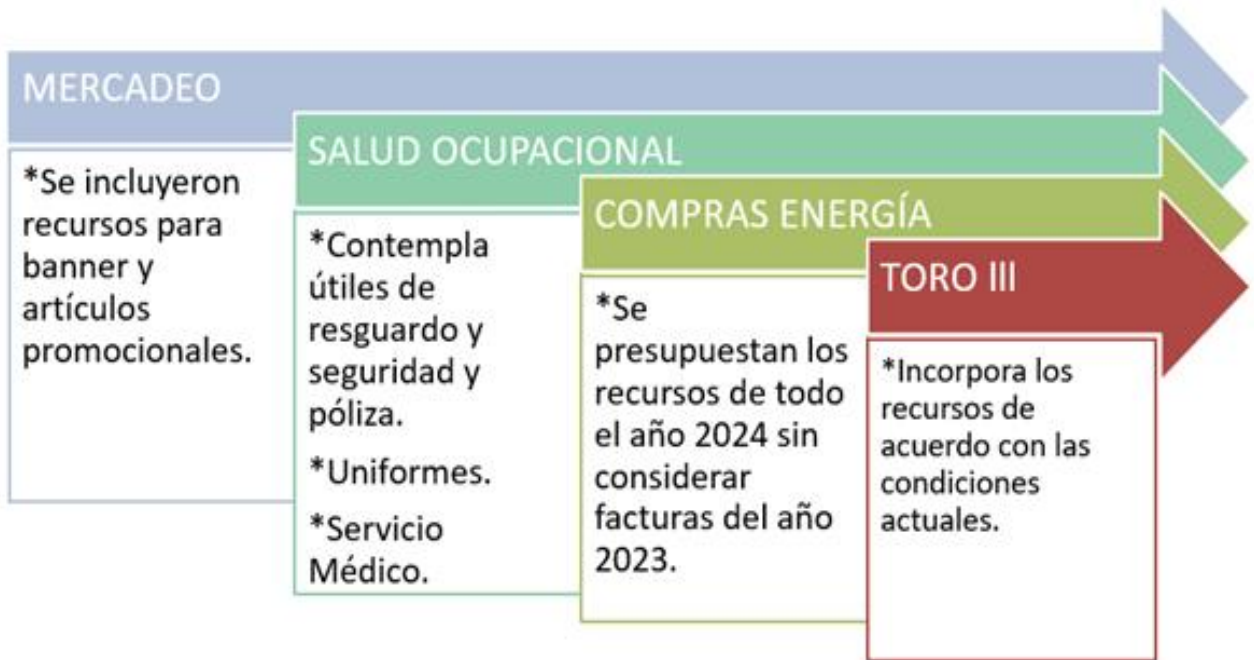 MERCADEO
*Se incluyeron
recursos para
banner y
artículos
promocionales.
SALUD OCUPACIONAL
*Contempla
útiles de
resguardo y
seguridad y
póliza.
*Uniformes.
*Servicio
Médico.
COMPRAS ENERGÍA
*Se
presupuestan los
recursos de todo
el año 2024 sin
considerar
facturas del año
2023.
TORO III
*Incorpora los
recursos de
acuerdo con las
condiciones
actuales.